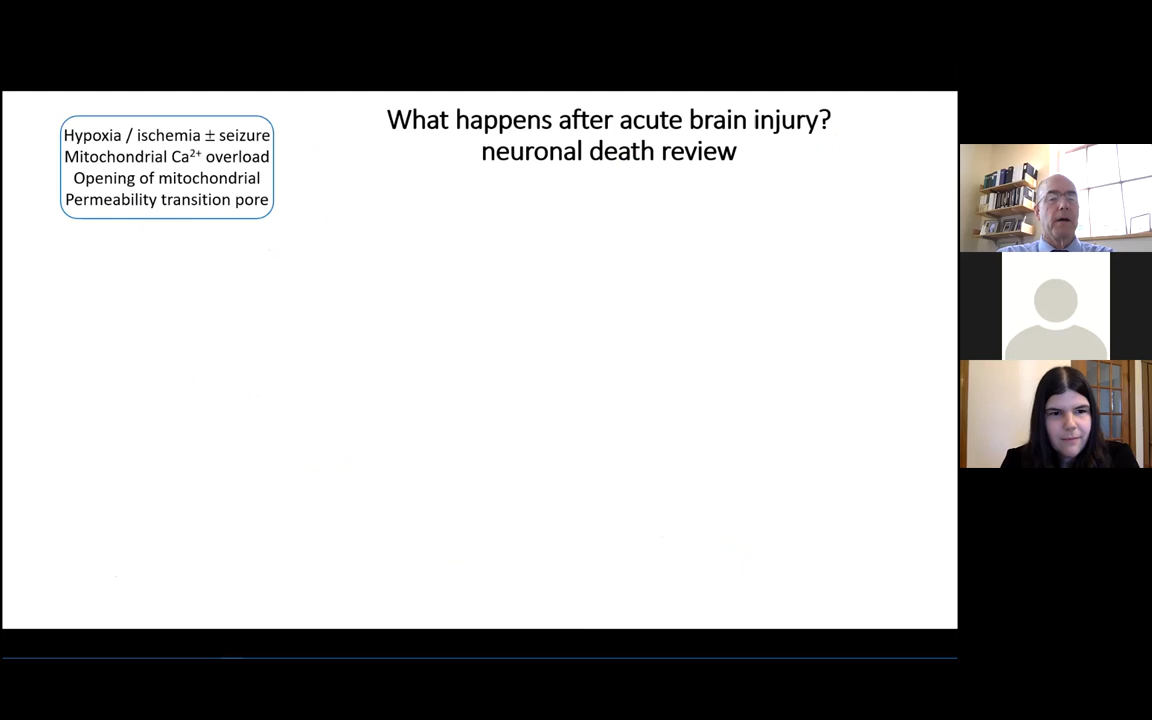 What happens after acute brain injury?
neuronal death review
Hypoxia / ischemia ± seizure
Mitochondrial Ca²⁺ overload
Opening of mitochondrial
Permeability transition pore